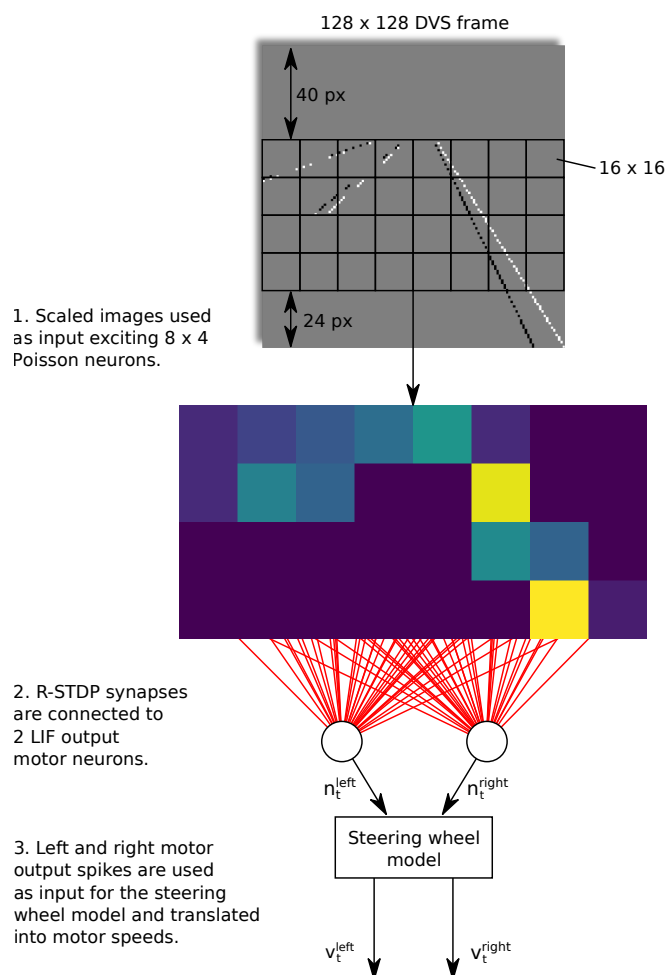 128 x 128 DVS frame
40 px
16 x 16
24 px
1. Scaled images used
as input exciting 8 x 4
Poisson neurons.
2. R-STDP synapses
are connected to
2 LIF output
motor neurons.
n_t^left
n_t^right
Steering wheel
model
3. Left and right motor
output spikes are used
as input for the steering
wheel model and translated
into motor speeds.
v_t^left
v_t^right